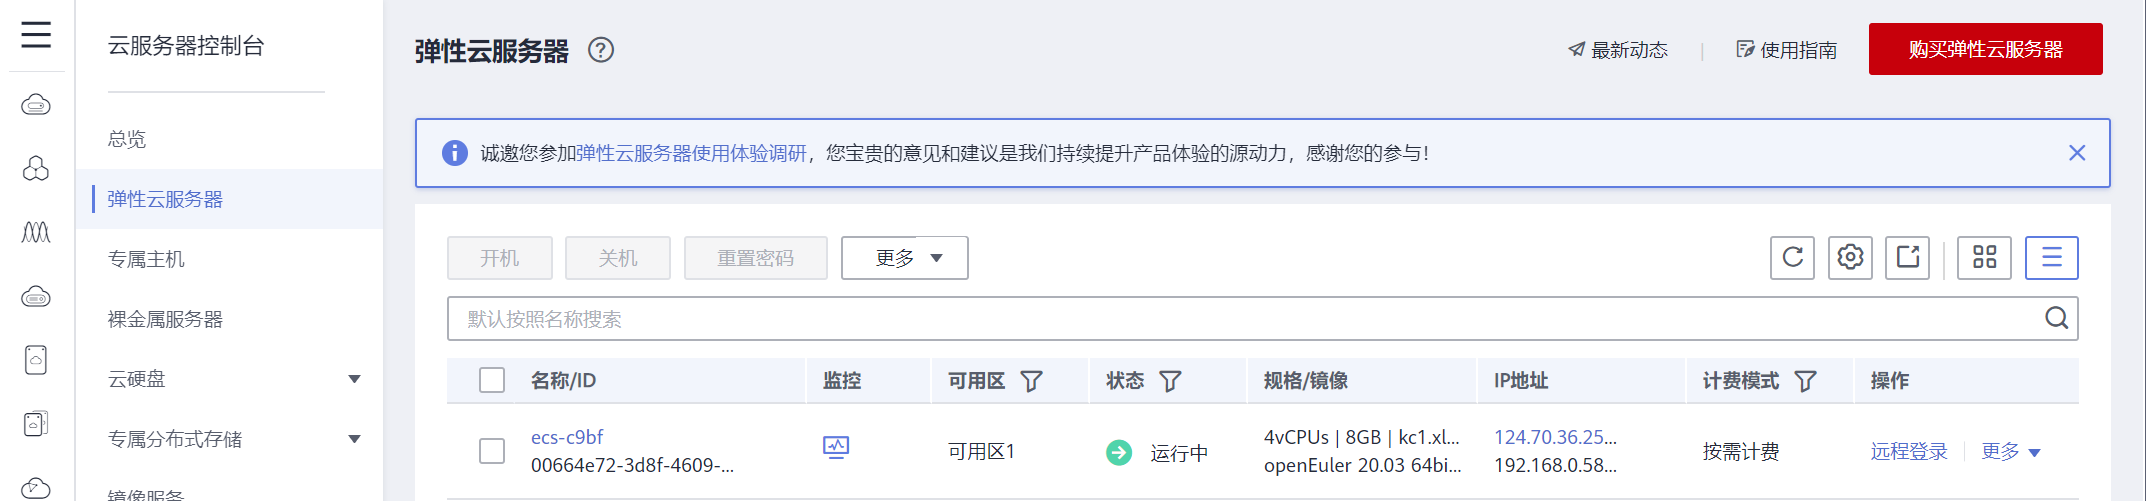 云服务器控制台
总览
弹性云服务器
专属主机
裸金属服务器
云硬盘
专属分布式存储
镜像服务
弹性云服务器
最新动态
使用指南
购买弹性云服务器
诚邀您参加弹性云服务器使用体验调研，您宝贵的意见和建议是我们持续提升产品体验的源动力，感谢您的参与！
开机 关机 重置密码 更多
默认按照名称搜索
名称/ID 监控 可用区 状态 规格/镜像 IP地址 计费模式 操作
ecs-c9bf
00664e72-3d8f-4609-...
可用区1
运行中
4vCPUs | 8GB | kc1.xl...
openEuler 20.03 64bi...
124.70.36.25...
192.168.0.58...
按需计费
远程登录 更多